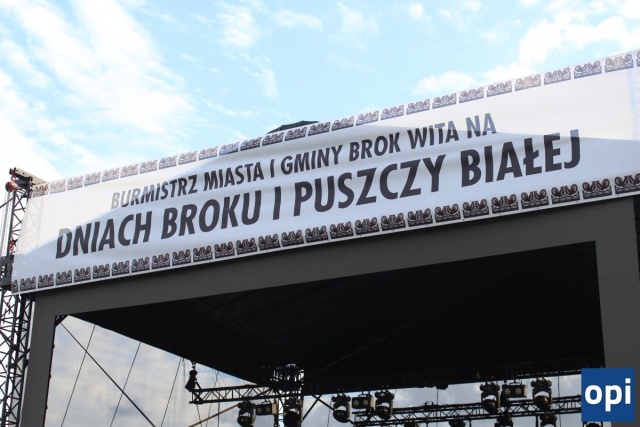 BURMISTRZ MIASTA I GMINY BROK WITA NA
DNIACH BROKU I PUSZCZY BIAŁEJ
opi